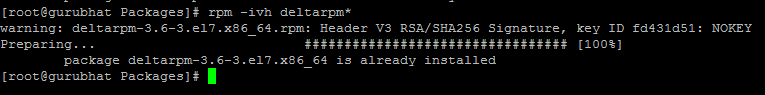 [root@gurubhat Packages]# rpm -ivh deltarpm*
warning: deltarpm-3.6-3.el7.x86_64.rpm: Header V3 RSA/SHA256 Signature, key ID fd431d51: NOKEY
Preparing...                          ################################# [100%]
        package deltarpm-3.6-3.el7.x86_64 is already installed
[root@gurubhat Packages]#